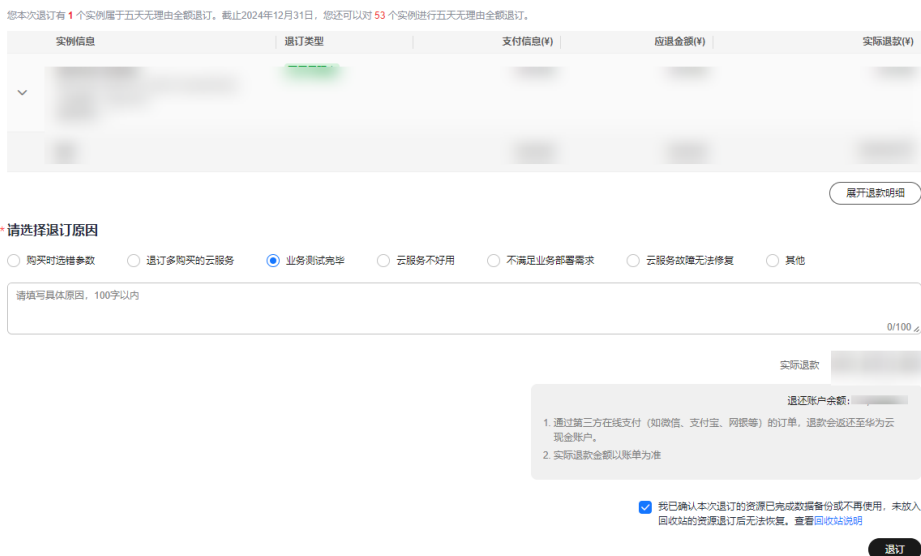 您本次退订有 1 个实例属于五天无理由全额退订。截止2024年12月31日，您还可以对 53 个实例进行五天无理由全额退订。
实例信息 退订类型 支付信息(¥) 应退金额(¥) 实际退款(¥)
展开退款明细
*请选择退订原因
购买时选错参数 退订多购买的云服务 业务测试完毕 云服务不好用 不满足业务部署需求 云服务故障无法修复 其他
请填写具体原因，100字以内
0/100
实际退款
退还账户余额：
1. 通过第三方在线支付（如微信、支付宝、网银等）的订单，退款会返还至华为云
现金账户。
2. 实际退款金额以账单为准
我已确认本次退订的资源已完成数据备份或不再使用，未放入
回收站的资源退订后无法恢复。查看回收站说明
退订